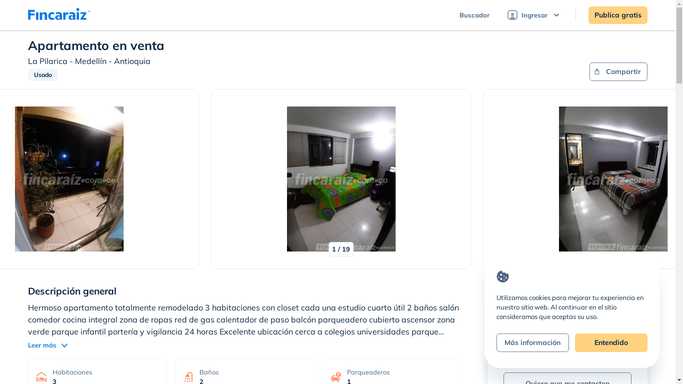 Fincaraiz
Buscador
Ingresar
Publica gratis
Apartamento en venta
La Pilarica - Medellín - Antioquia
Usado
Compartir
fincaraiz
fincaraiz
fincaraiz
1 / 19
Descripción general
Hermoso apartamento totalmente remodelado 3 habitaciones con closet cada una estudio cuarto útil 2 baños salán
comedor cocina integral zona de ropas red de gas calentador de paso balcón parqueadero cubierto ascensor zona
verde parque infantil portería y vigilancia 24 horas Excelente ubicación cerca a colegios universidades parque...
Leer más
Habitaciones
3
Baños
2
Parqueaderos
1
Utilizamos cookies para mejorar tu experiencia en
nuestro sitio web. Al continuar en el sitio
consideramos que aceptas su uso.
Más información
Entendido
Quiero que me contacten